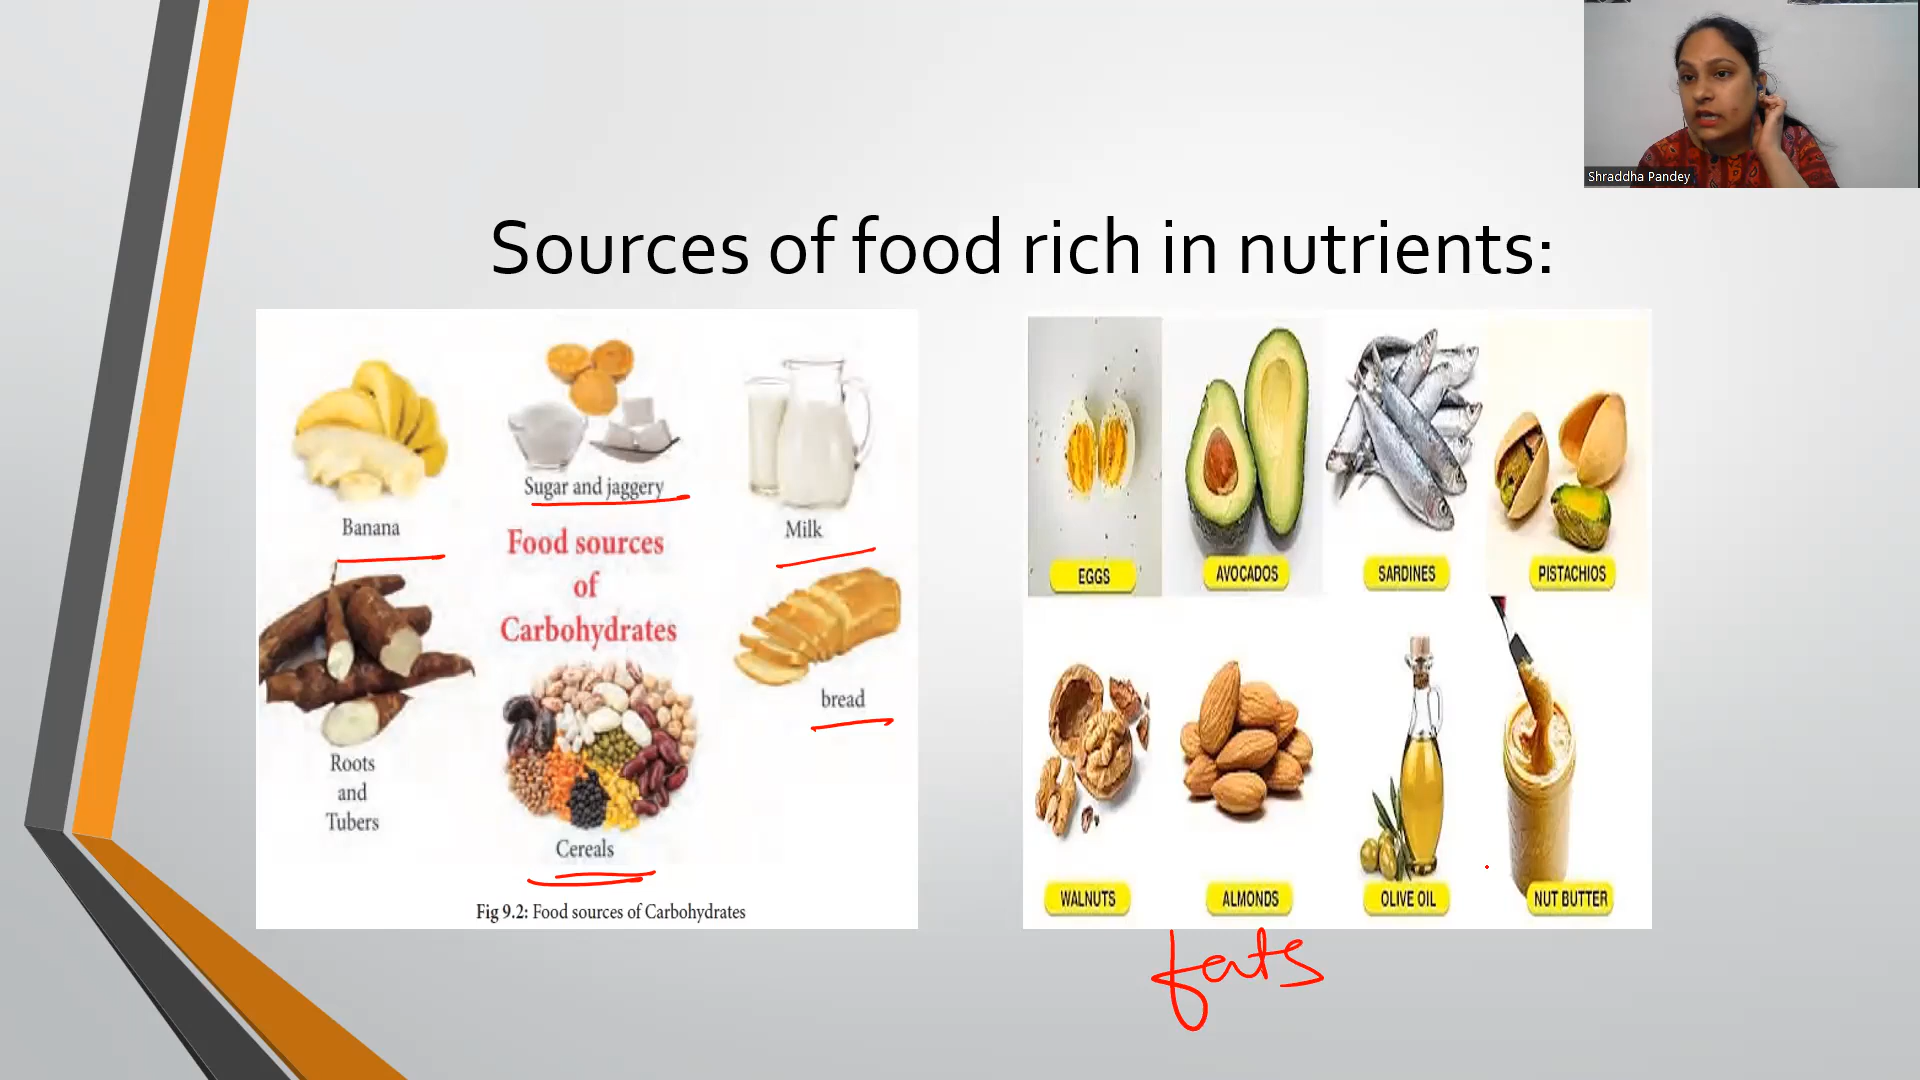 Shraddha Pandey
Sources of food rich in nutrients:
Banana
Sugar and jaggery
Milk
Food sources
of
Carbohydrates
bread
Roots
and
Tubers
Cereals
Fig 9.2: Food sources of Carbohydrates
EGGS
AVOCADOS
SARDINES
PISTACHIOS
WALNUTS
ALMONDS
OLIVE OIL
NUT BUTTER
fats